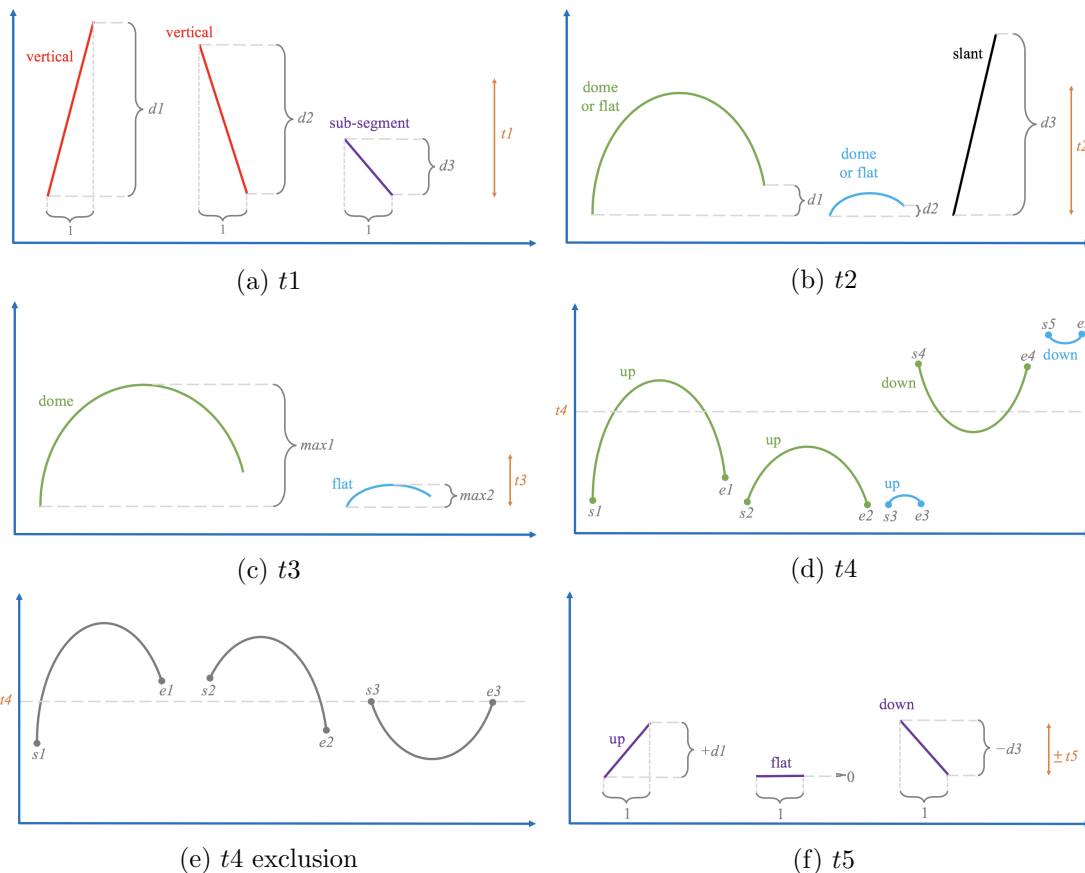 vertical
vertical
d1
d2
sub-segment
d3
t1
1
1
1
(a) t1
dome
or flat
d1
dome
or flat
d2
slant
d3
t2
(b) t2
dome
max1
flat
max2
t3
(c) t3
t4
up
s1
e1
up
s2
e2
up
s3
e3
s4
down
e4
s5
down
(d) t4
t4
s1
e1
s2
e2
s3
e3
(e) t4 exclusion
up
+d1
1
flat
0
1
down
−d3
1
± t5
(f) t5